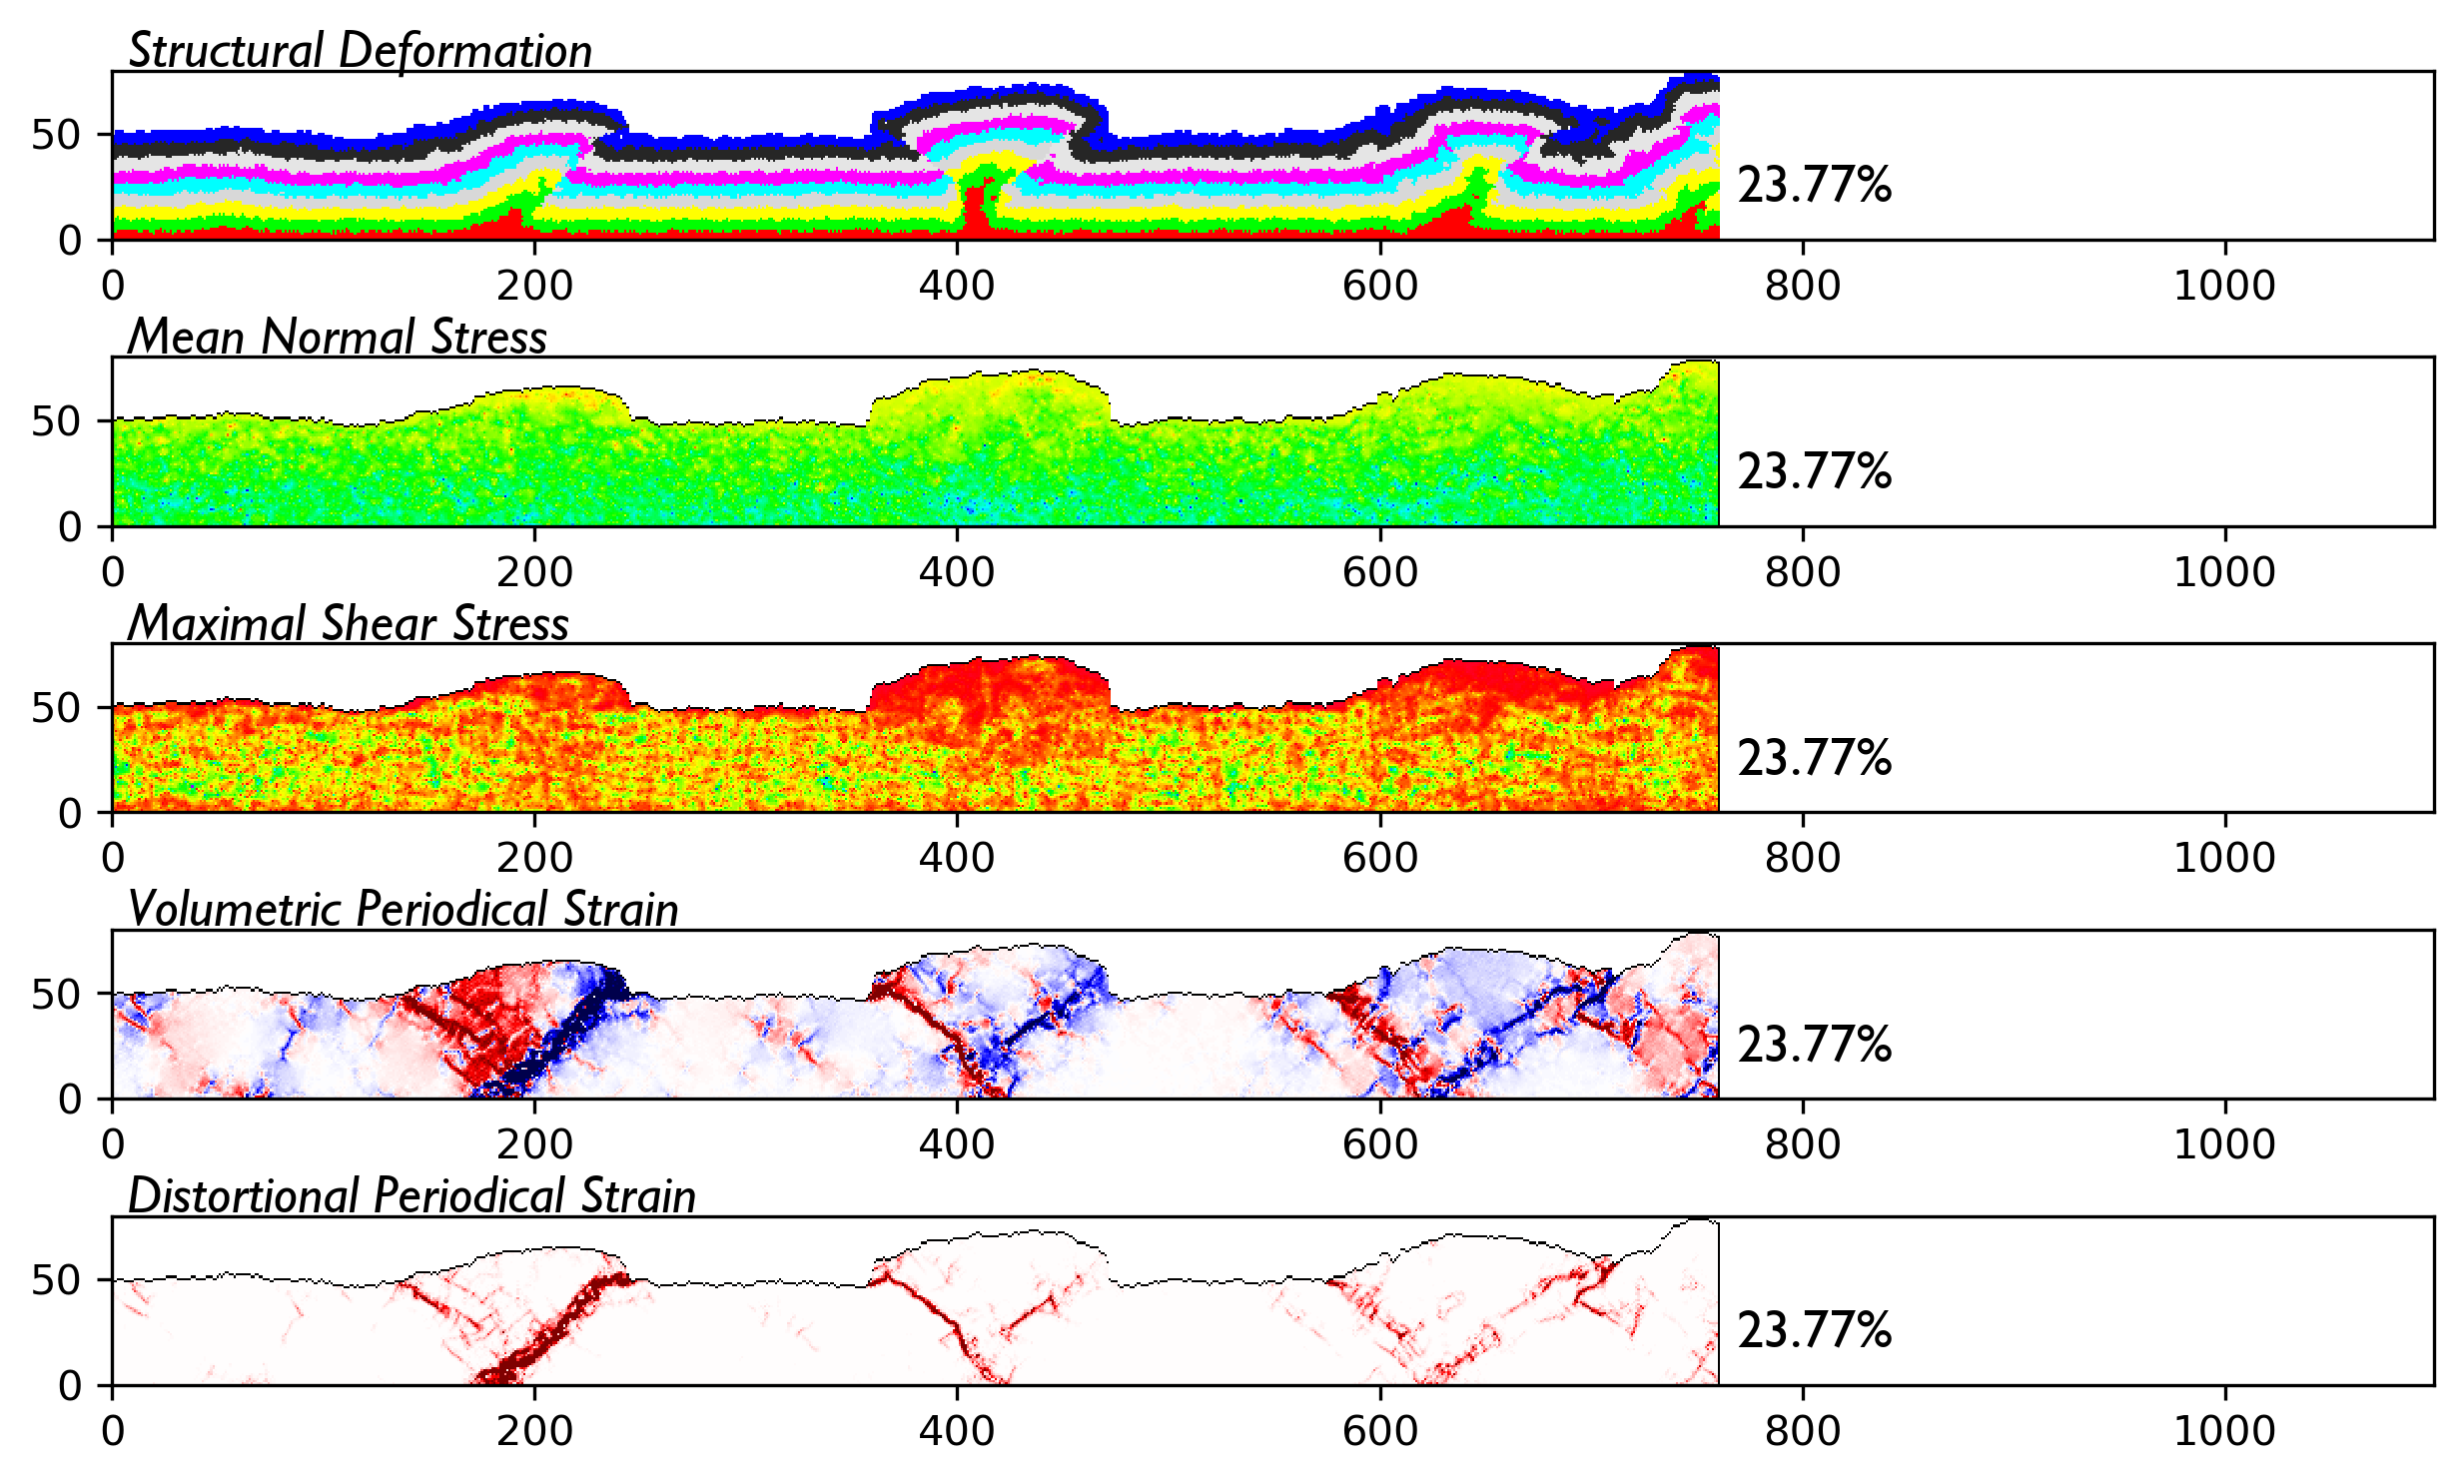 Structural Deformation
50
0
23.77%
0 200 400 600 800 1000
Mean Normal Stress
50
0
23.77%
0 200 400 600 800 1000
Maximal Shear Stress
50
0
23.77%
0 200 400 600 800 1000
Volumetric Periodical Strain
50
0
23.77%
0 200 400 600 800 1000
Distortional Periodical Strain
50
0
23.77%
0 200 400 600 800 1000